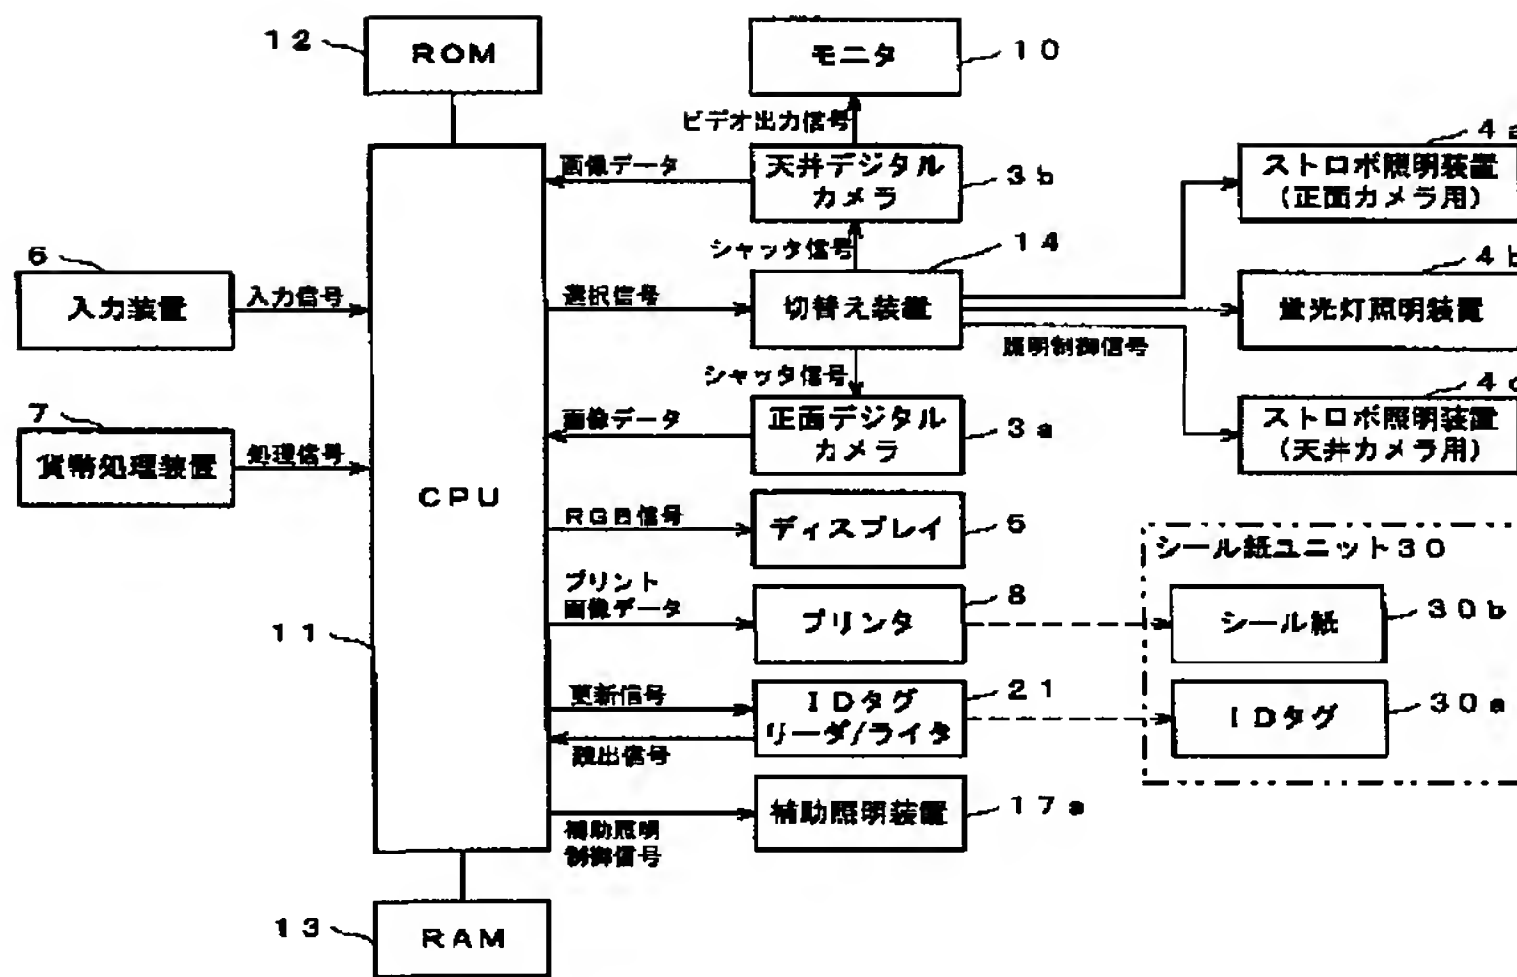 12
ROM
モニタ
10
ビデオ出力信号
画像データ
天井デジタル
カメラ
3b
4a
ストロボ照明装置
(正面カメラ用)
シャッタ信号
14
6
入力装置
入力信号
選択信号
切替え装置
4b
蛍光灯照明装置
照明制御信号
シャッタ信号
7
貨幣処理装置
処理信号
画像データ
正面デジタル
カメラ
3a
4c
ストロボ照明装置
(天井カメラ用)
CPU
RGB信号
ディスプレイ
5
シール紙ユニット30
プリント
画像データ
プリンタ
8
シール紙
30b
11
更新信号
IDタグ
リーダ/ライタ
21
読出信号
IDタグ
30a
補助照明
制御信号
補助照明装置
17a
13
RAM